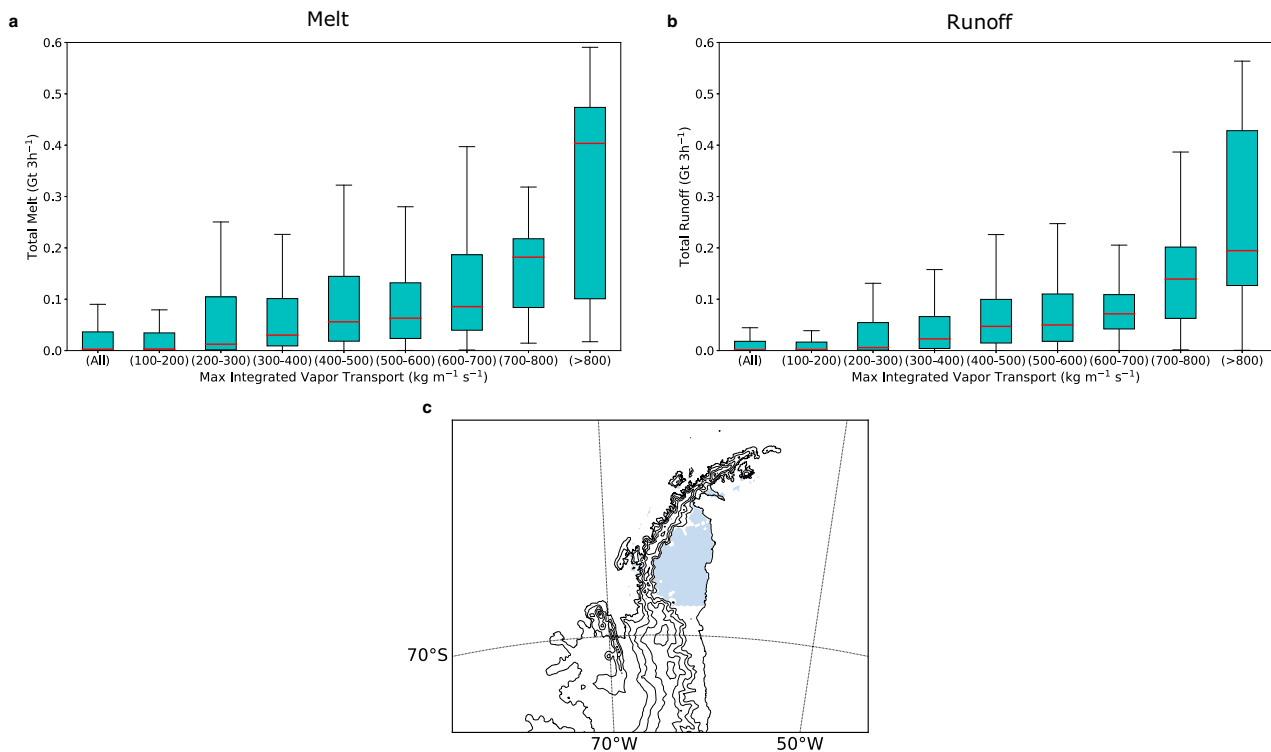 a
Melt
0.6
0.5
0.4
0.3
0.2
0.1
0.0
Total Melt (Gt 3h⁻¹)
(All) (100-200) (200-300) (300-400) (400-500) (500-600) (600-700) (700-800) (>800)
Max Integrated Vapor Transport (kg m⁻¹ s⁻¹)
b
Runoff
0.6
0.5
0.4
0.3
0.2
0.1
0.0
Total Runoff (Gt 3h⁻¹)
(All) (100-200) (200-300) (300-400) (400-500) (500-600) (600-700) (700-800) (>800)
Max Integrated Vapor Transport (kg m⁻¹ s⁻¹)
c
70°S
70°W 50°W